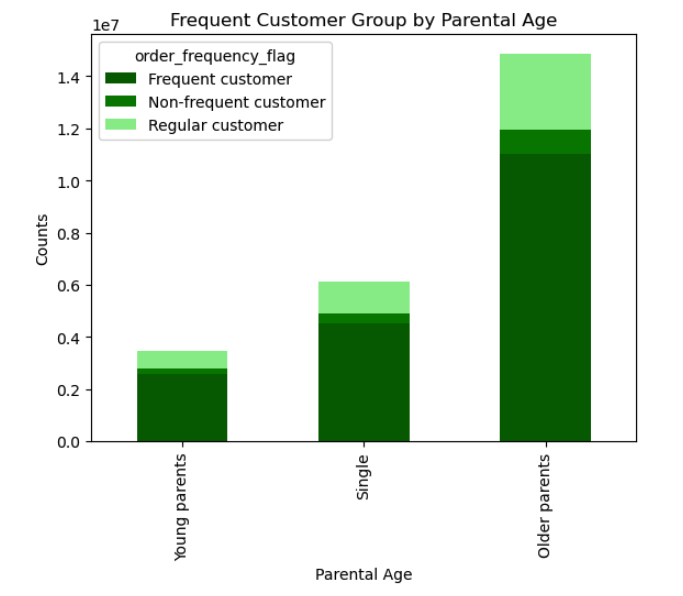 Frequent Customer Group by Parental Age
1e7
order_frequency_flag
Frequent customer
Non-frequent customer
Regular customer
1.4
1.2
1.0
0.8
0.6
0.4
0.2
0.0
Counts
Young parents
Single
Older parents
Parental Age